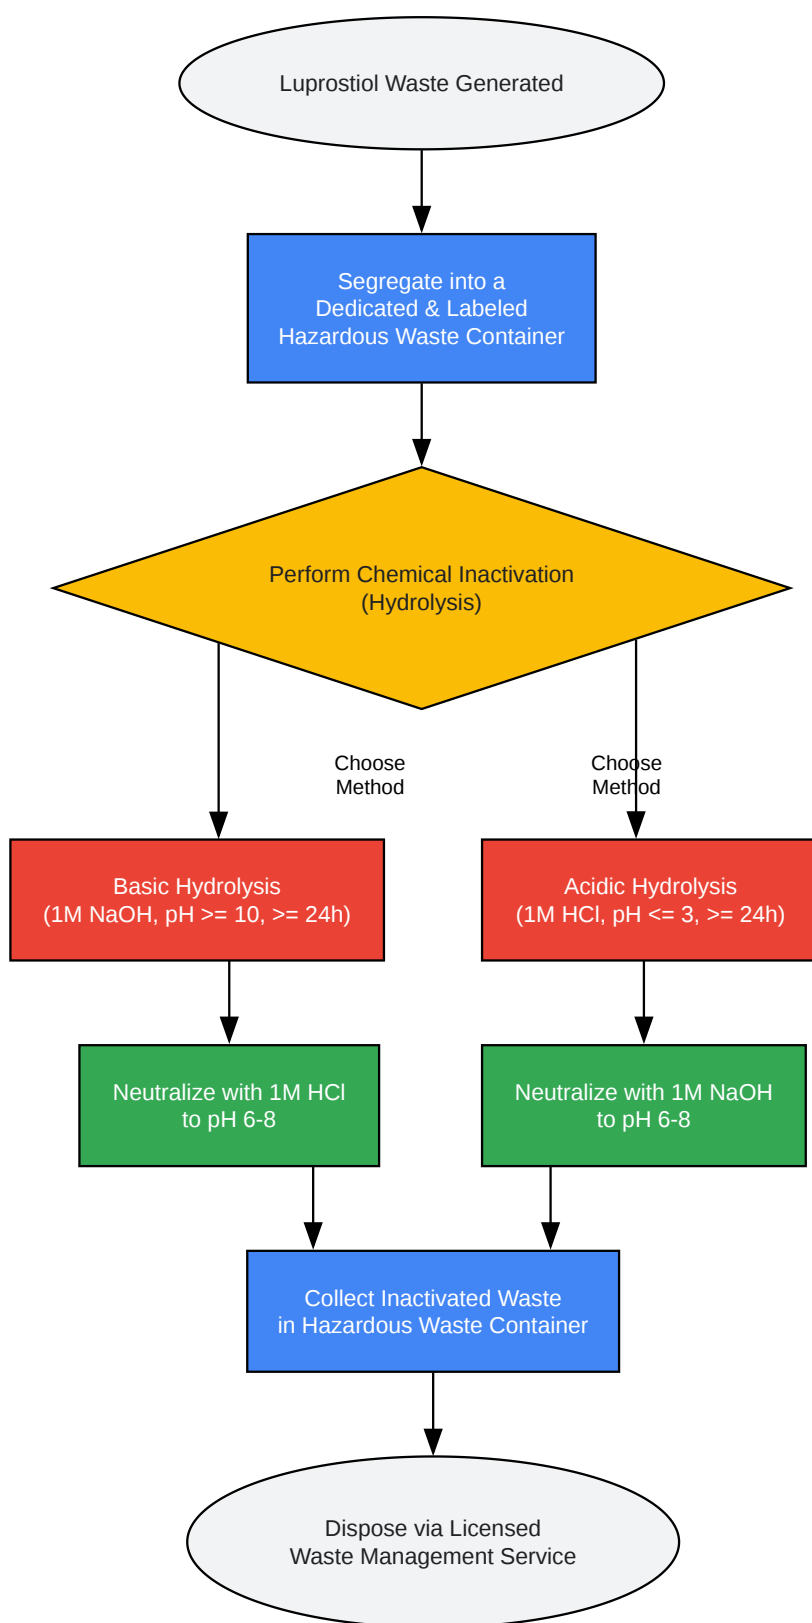 Luprostiol Waste Generated
Segregate into a
Dedicated & Labeled
Hazardous Waste Container
Perform Chemical Inactivation
(Hydrolysis)
Choose
Method
Choose
Method
Basic Hydrolysis
(1M NaOH, pH >= 10, >= 24h)
Acidic Hydrolysis
(1M HCl, pH <= 3, >= 24h)
Neutralize with 1M HCl
to pH 6-8
Neutralize with 1M NaOH
to pH 6-8
Collect Inactivated Waste
in Hazardous Waste Container
Dispose via Licensed
Waste Management Service